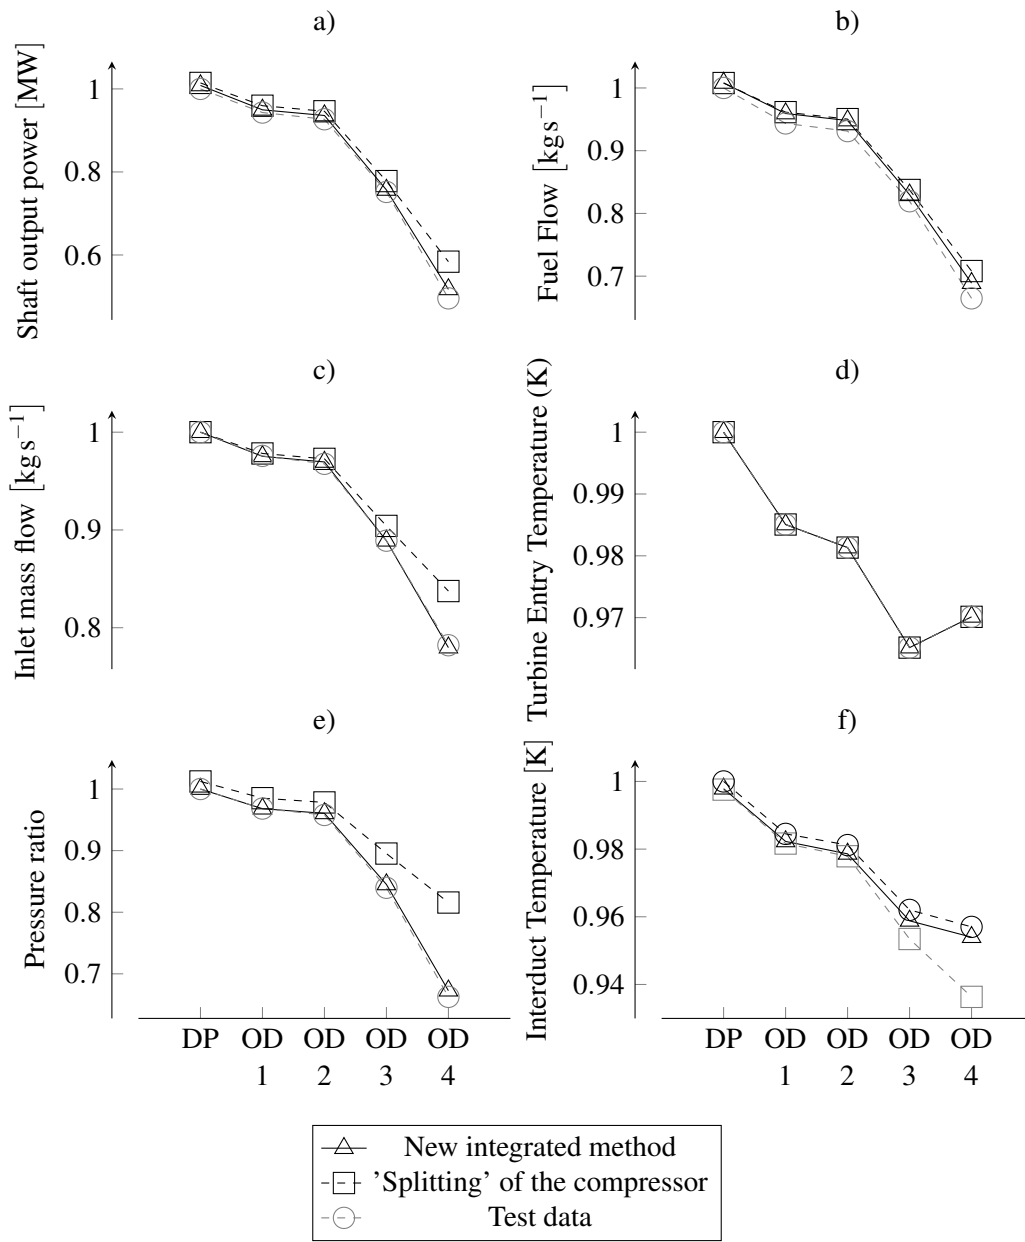 a)
Shaft output power [MW]
1
0.8
0.6
b)
Fuel Flow [kg s⁻¹]
1
0.9
0.8
0.7
c)
Inlet mass flow [kg s⁻¹]
1
0.9
0.8
d)
Turbine Entry Temperature (K)
1
0.99
0.98
0.97
e)
Pressure ratio
1
0.9
0.8
0.7
DP OD OD OD OD
1 2 3 4
f)
Interduct Temperature [K]
1
0.98
0.96
0.94
DP OD OD OD OD
1 2 3 4
New integrated method
'Splitting' of the compressor
Test data